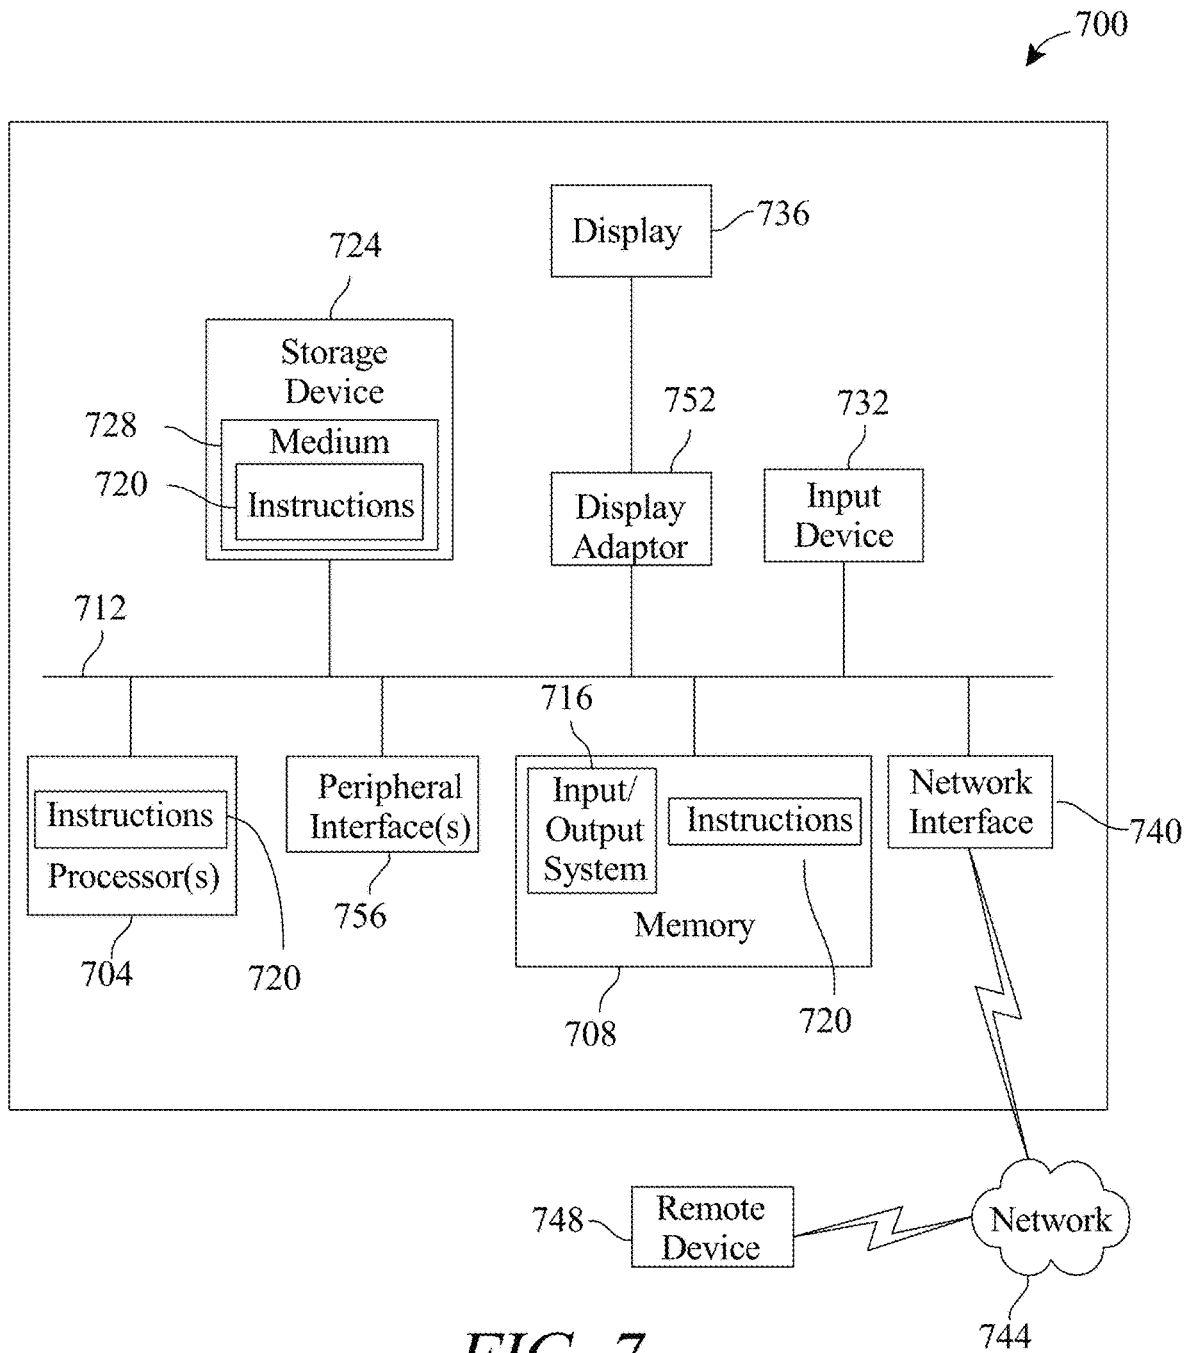 700
Display
736
724
Storage
Device
728
Medium
720
Instructions
752
Display
Adaptor
732
Input
Device
712
716
Instructions
Processor(s)
704
720
Peripheral
Interface(s)
756
Input/
Output
System
Instructions
Memory
708
720
Network
Interface
740
748
Remote
Device
Network
744
FIG. 7